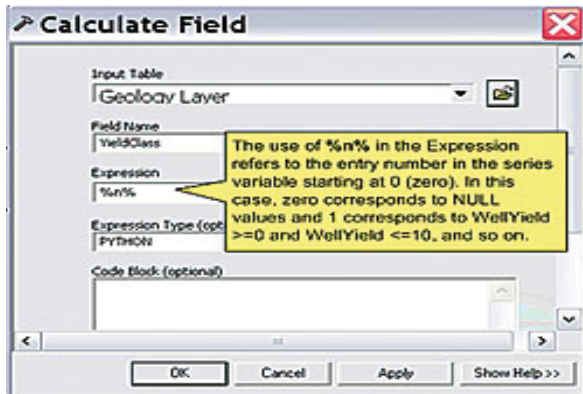 Calculate Field
Input Table
Geology Layer
Field Name
YieldClass
The use of %n% in the Expression
refers to the entry number in the series
variable starting at 0 (zero). In this
case, zero corresponds to NULL
values and 1 corresponds to WellYield
>=0 and WellYield <=10, and so on.
Expression
%n%
Expression Type (opt
PYTHON
Code Block (optional)
OK Cancel Apply Show Help >>